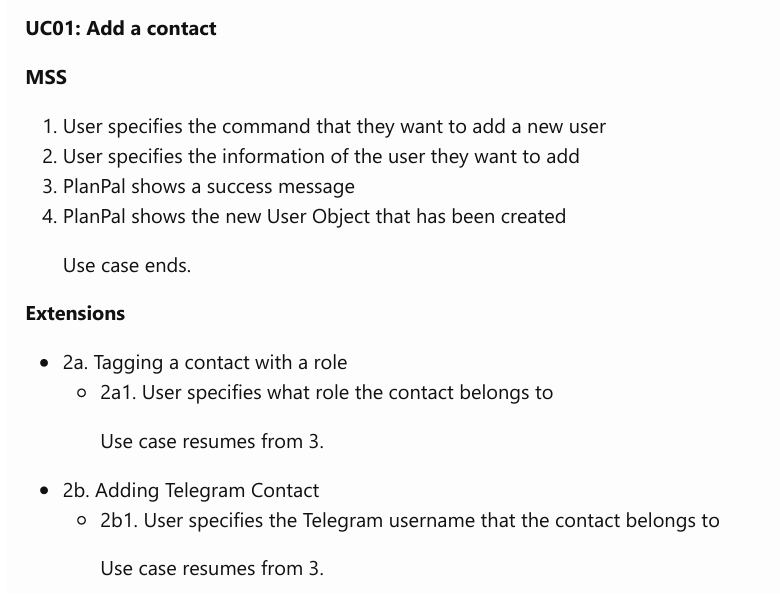 UC01: Add a contact
MSS
1. User specifies the command that they want to add a new user
2. User specifies the information of the user they want to add
3. PlanPal shows a success message
4. PlanPal shows the new User Object that has been created
Use case ends.
Extensions
• 2a. Tagging a contact with a role
◦ 2a1. User specifies what role the contact belongs to
Use case resumes from 3.
• 2b. Adding Telegram Contact
◦ 2b1. User specifies the Telegram username that the contact belongs to
Use case resumes from 3.